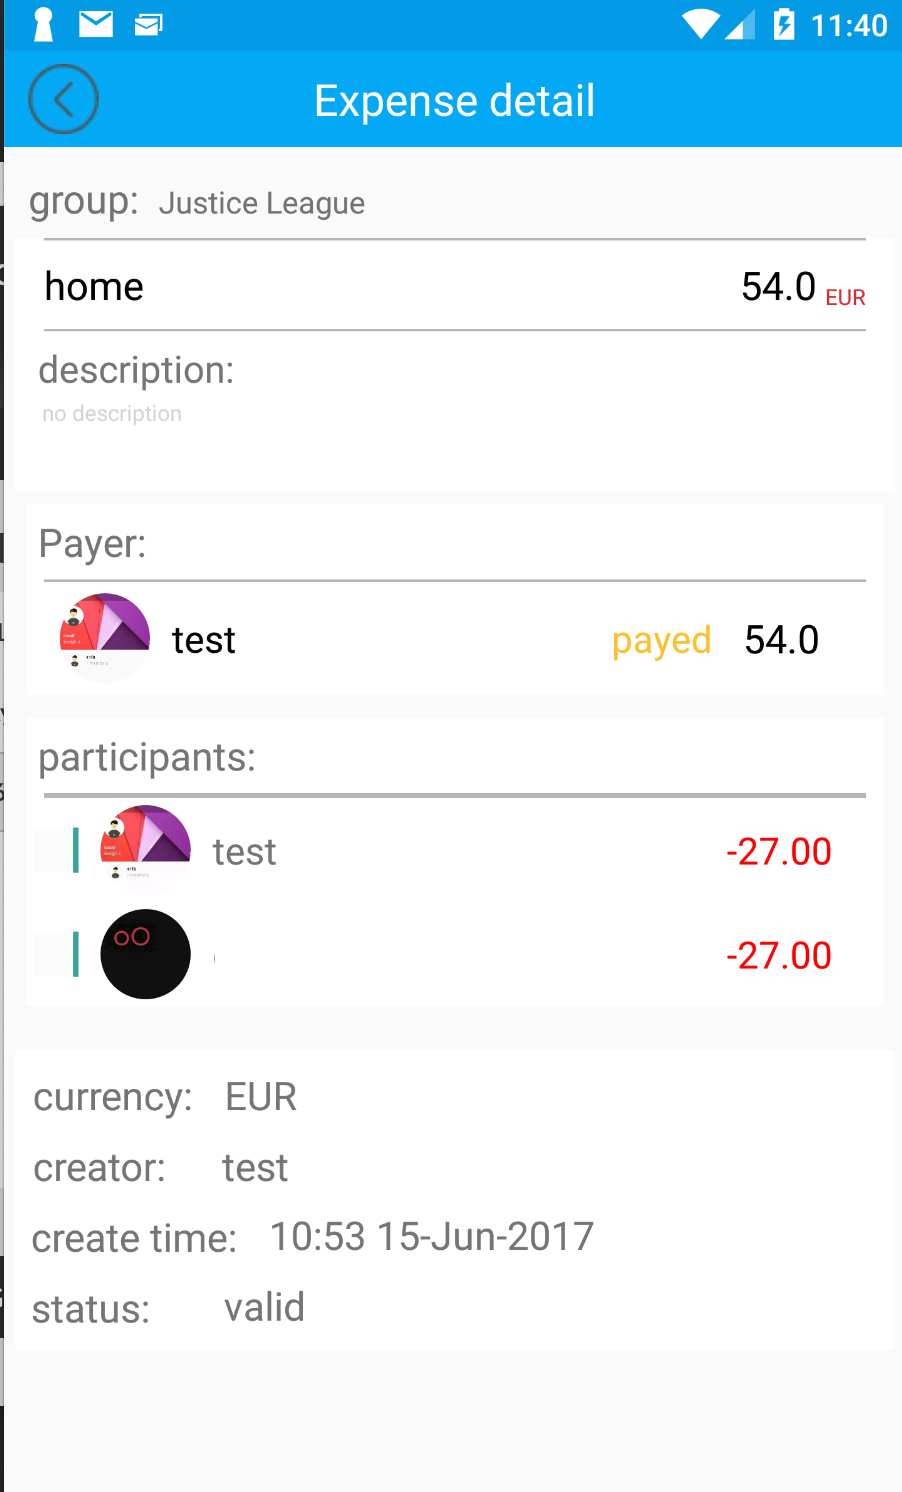 11:40
Expense detail
group: Justice League
home 54.0 EUR
description:
no description
Payer:
test payed 54.0
participants:
test -27.00
-27.00
currency: EUR
creator: test
create time: 10:53 15-Jun-2017
status: valid